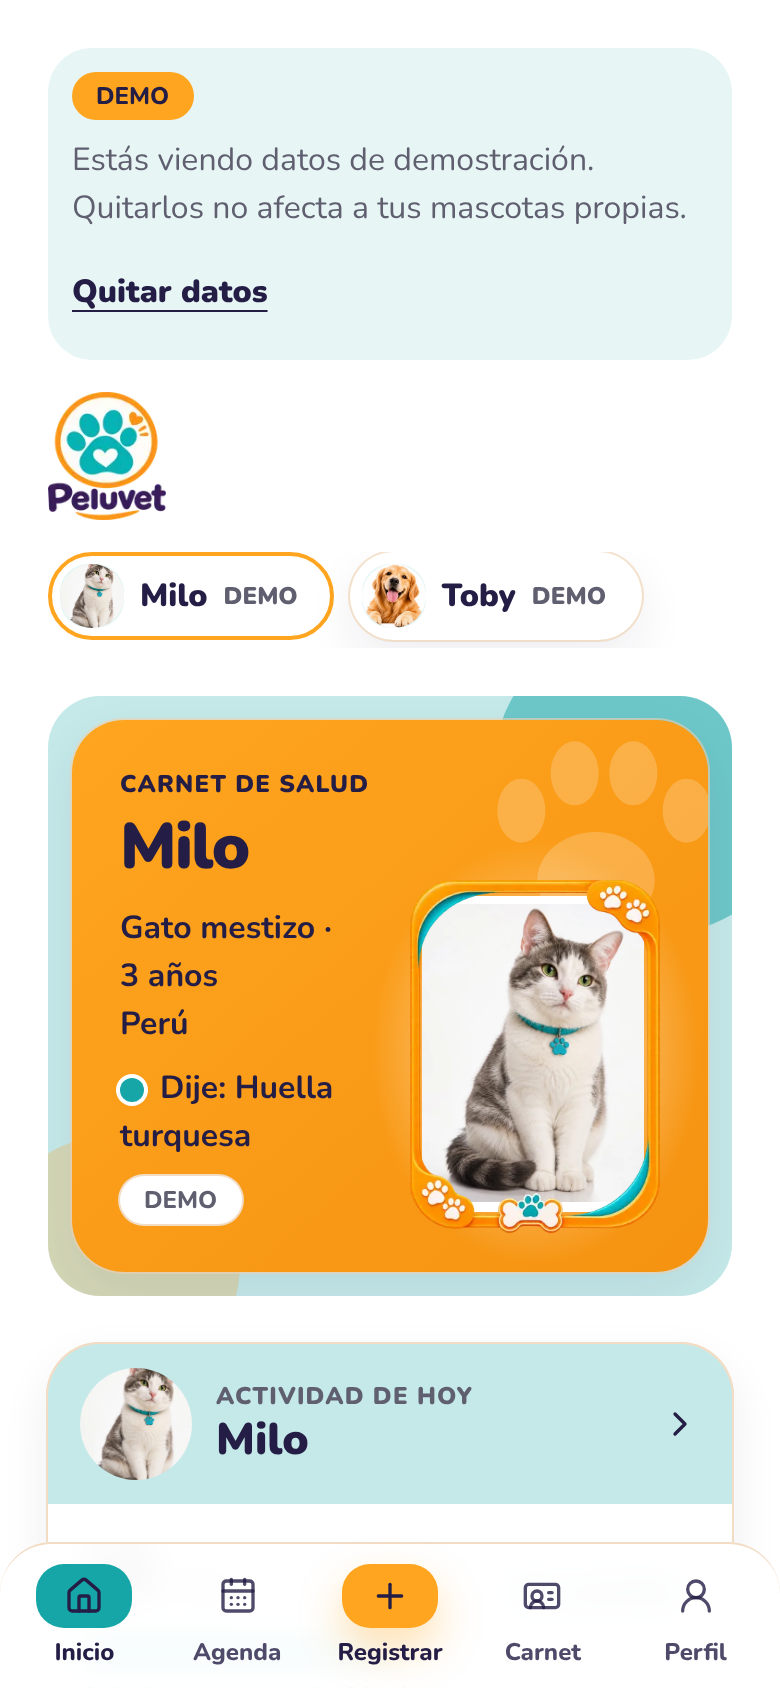 DEMO
Estás viendo datos de demostración.
Quitarlos no afecta a tus mascotas propias.
Quitar datos
Peluvet
Milo DEMO
Toby DEMO
CARNET DE SALUD
Milo
Gato mestizo ·
3 años
Perú
Dije: Huella
turquesa
DEMO
ACTIVIDAD DE HOY
Milo
Inicio
Agenda
Registrar
Carnet
Perfil